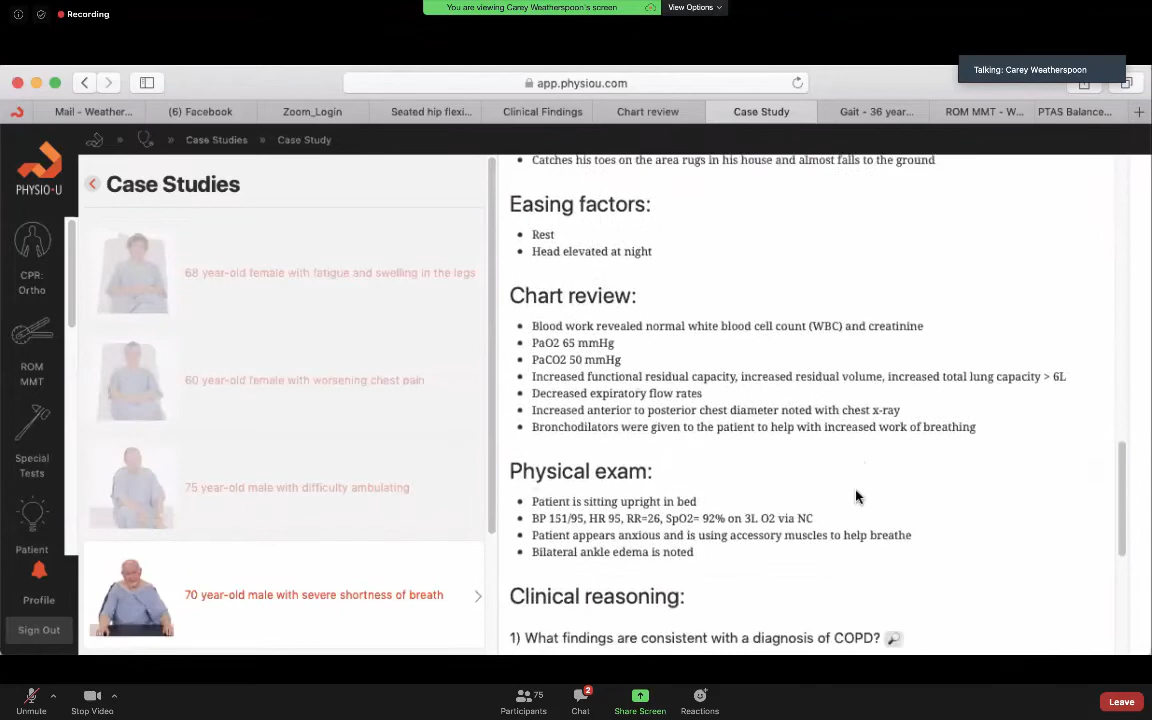 Recording
You are viewing Carey Weatherspoon's screen
View Options
Talking: Carey Weatherspoon
app.physiou.com
Mail - Weather...
(6) Facebook
Zoom_Login
Seated hip flexi...
Clinical Findings
Chart review
Case Study
Gait - 36 year...
ROM MMT - W...
PTAS Balance...
» » Case Studies » Case Study
PHYSIO-U
CPR:
Ortho
ROM
MMT
Special
Tests
Patient
Profile
Sign Out
Case Studies
68 year-old female with fatigue and swelling in the legs
60 year-old female with worsening chest pain
75 year-old male with difficulty ambulating
70 year-old male with severe shortness of breath
• Catches his toes on the area rugs in his house and almost falls to the ground
Easing factors:
• Rest
• Head elevated at night
Chart review:
• Blood work revealed normal white blood cell count (WBC) and creatinine
• PaO2 65 mmHg
• PaCO2 50 mmHg
• Increased functional residual capacity, increased residual volume, increased total lung capacity > 6L
• Decreased expiratory flow rates
• Increased anterior to posterior chest diameter noted with chest x-ray
• Bronchodilators were given to the patient to help with increased work of breathing
Physical exam:
• Patient is sitting upright in bed
• BP 151/95, HR 95, RR=26, SpO2= 92% on 3L O2 via NC
• Patient appears anxious and is using accessory muscles to help breathe
• Bilateral ankle edema is noted
Clinical reasoning:
1) What findings are consistent with a diagnosis of COPD?
Unmute
Stop Video
75
Participants
2
Chat
Share Screen
Reactions
Leave